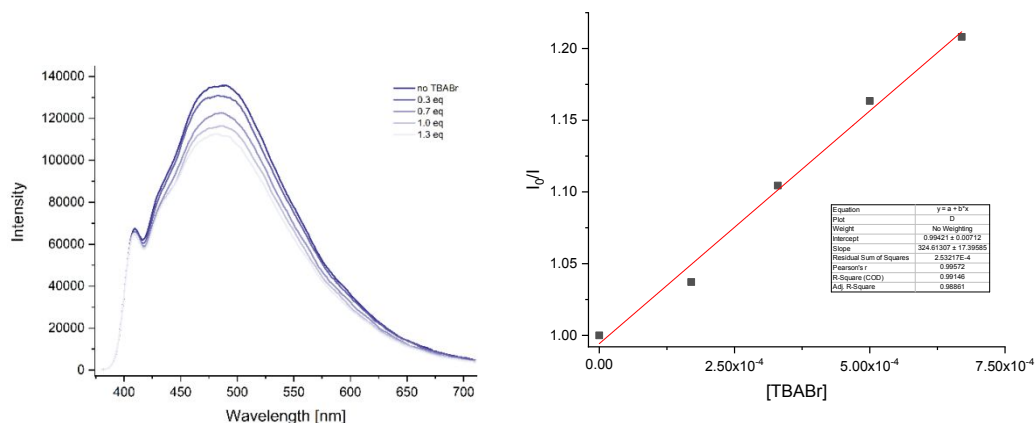 140000
120000
100000
80000
60000
40000
20000
0
Intensity
no TBABr
0.3 eq
0.7 eq
1.0 eq
1.3 eq
400 450 500 550 600 650 700
Wavelength [nm]
1.20
1.15
1.10
1.05
1.00
I₀/I
Equation y = a + b*x
Plot D
Weight No Weighting
Intercept 0.99421 ± 0.00712
Slope 324.61307 ± 17.39585
Residual Sum of Squares 2.53217E-4
Pearson's r 0.99572
R-Square (COD) 0.99146
Adj. R-Square 0.98861
0.00 2.50x10⁻⁴ 5.00x10⁻⁴ 7.50x10⁻⁴
[TBABr]